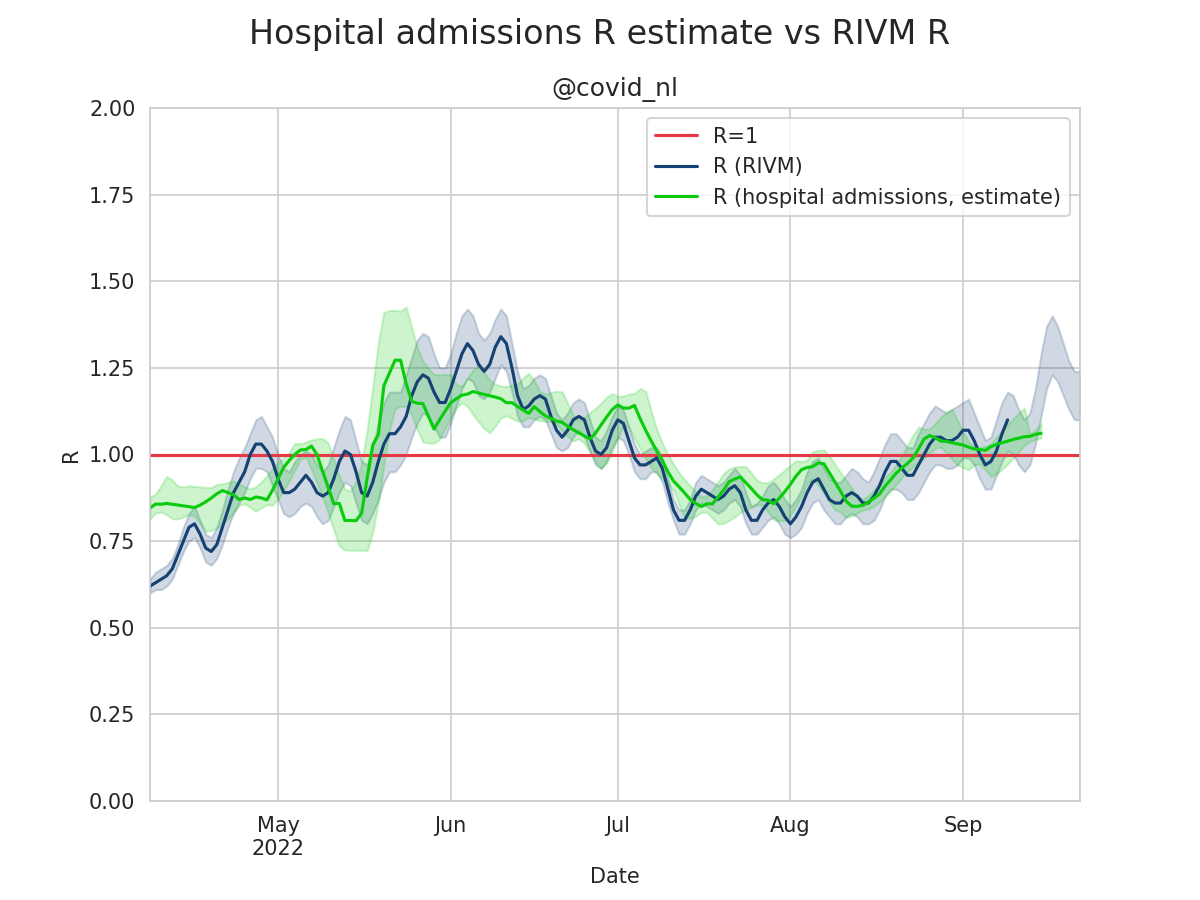 Hospital admissions R estimate vs RIVM R
@covid_nl
2.00
1.75
1.50
1.25
1.00
0.75
0.50
0.25
0.00
R
R=1
R (RIVM)
R (hospital admissions, estimate)
May Jun Jul Aug Sep
2022
Date